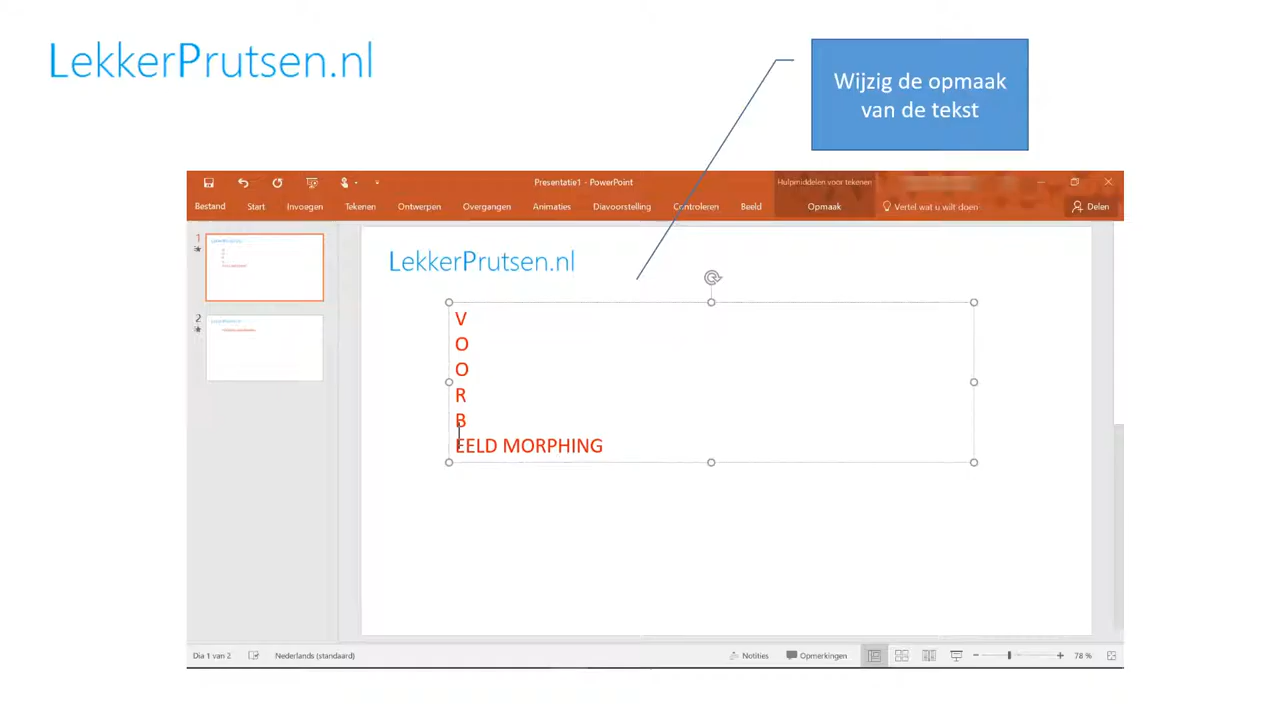 LekkerPrutsen.nl
Wijzig de opmaak
van de tekst
Presentatie1 - PowerPoint
Hulpmiddelen voor tekenen
Bestand
Start
Invoegen
Tekenen
Ontwerpen
Overgangen
Animaties
Diavoorstelling
Controleren
Beeld
Opmaak
Vertel wat u wilt doen
Delen
1
2
LekkerPrutsen.nl
V
O
O
R
B
EELD MORPHING
Dia 1 van 2
Nederlands (standaard)
Notities
Opmerkingen
78 %